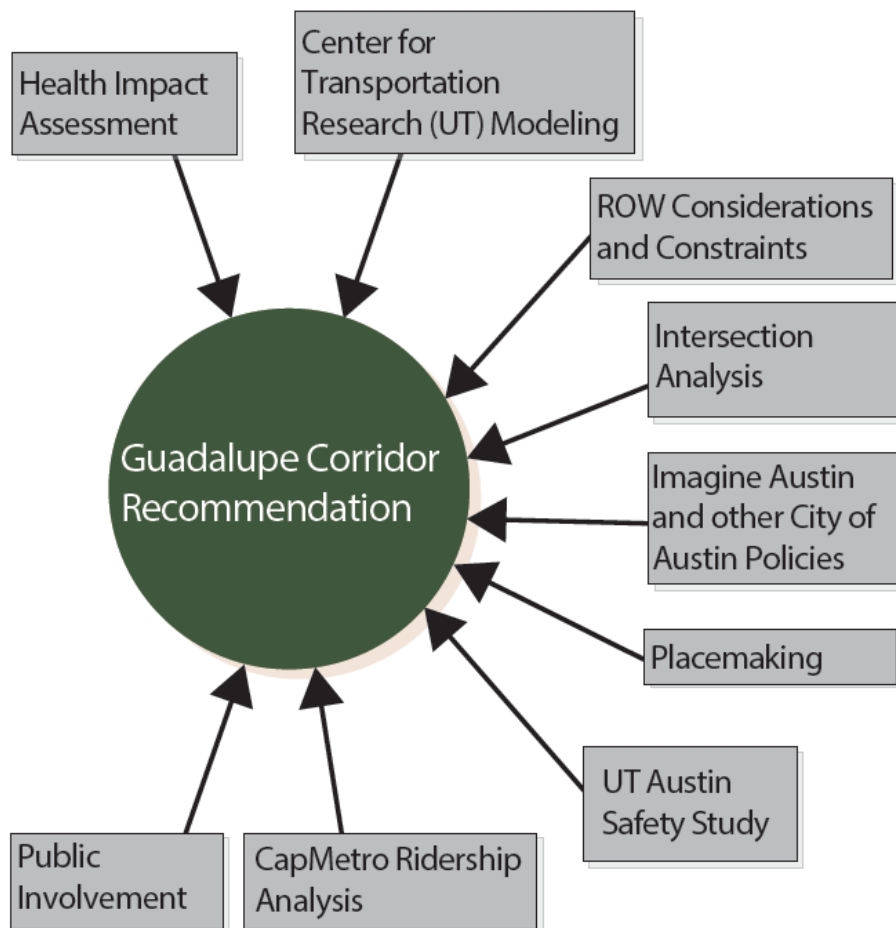 Health Impact
Assessment
Center for
Transportation
Research (UT) Modeling
ROW Considerations
and Constraints
Intersection
Analysis
Imagine Austin
and other City of
Austin Policies
Placemaking
UT Austin
Safety Study
CapMetro Ridership
Analysis
Public
Involvement
Guadalupe Corridor
Recommendation